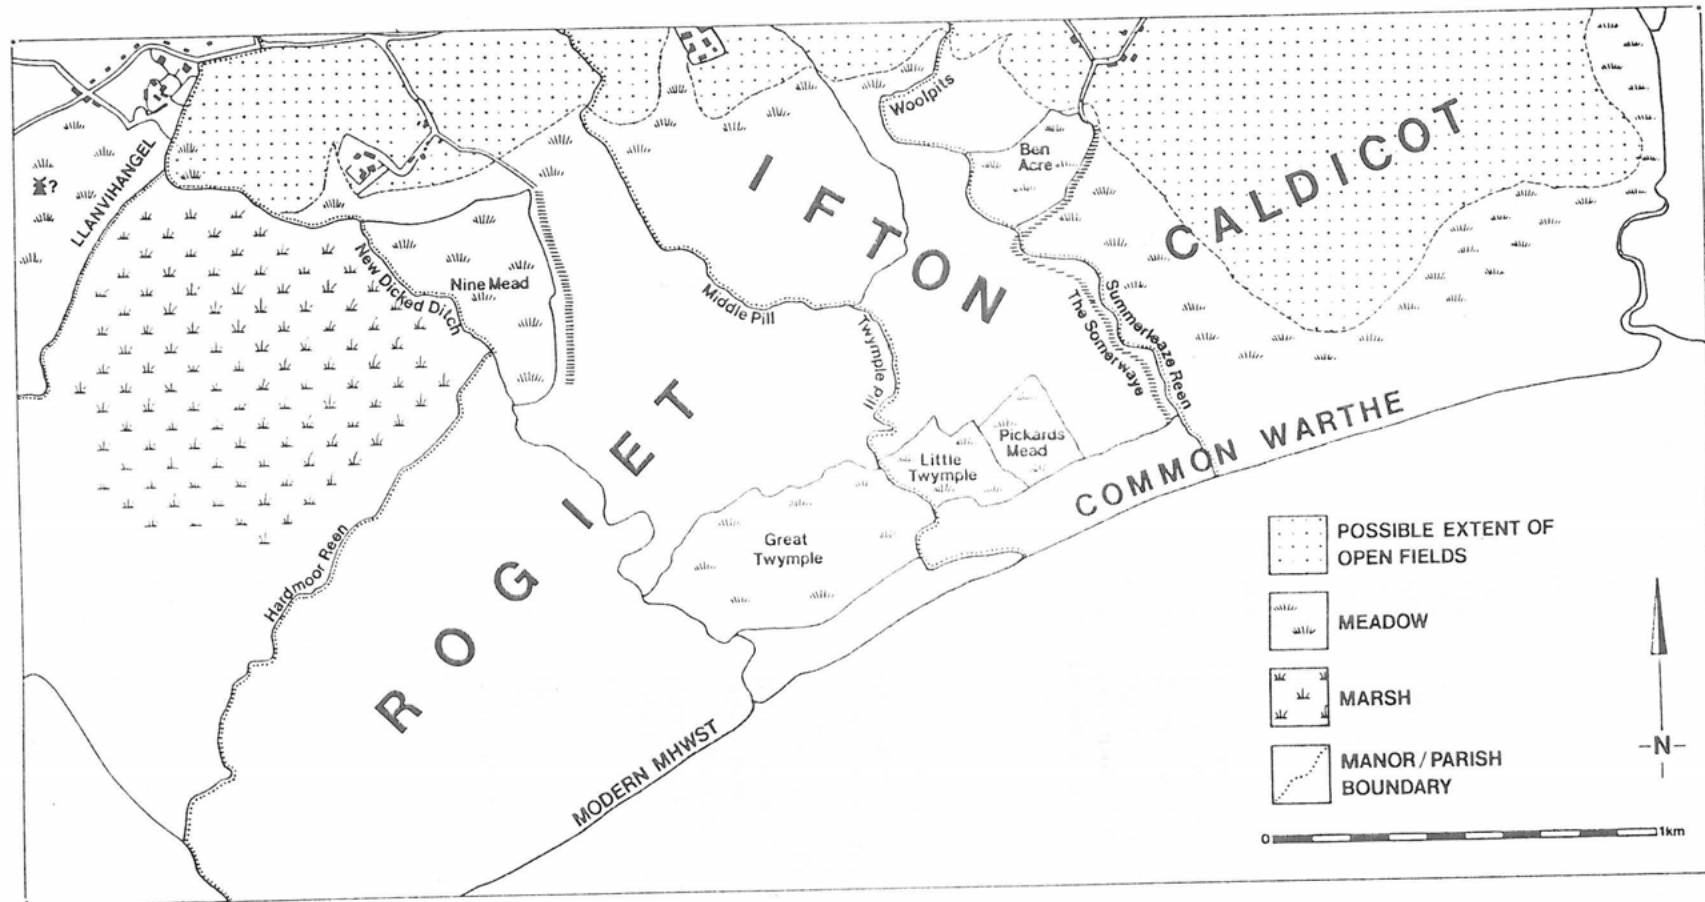 Woolpits
LLANVIHANGEL
?
Ben
Acre
IFTON
CALDICOT
New Dicked Ditch
Nine Mead
Middle Pill
Twymple Pill
The Somerwaye
Summerleaze Reen
ROGIET
Pickards
Mead
Little
Twymple
COMMON WARTHE
Great
Twymple
Hardmoor Reen
MODERN MHWST
POSSIBLE EXTENT OF
OPEN FIELDS
MEADOW
MARSH
MANOR/PARISH
BOUNDARY
-N-
0 1km